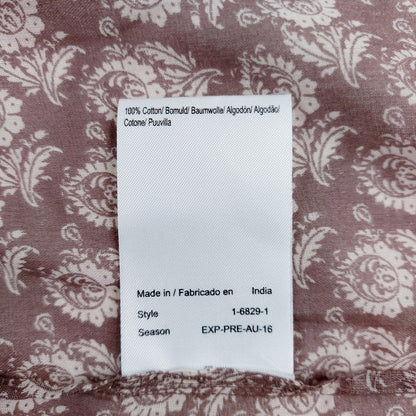 100% Cotton/ Bomuld/ Baumwolle/ Algodón/ Algodão/
Cotone/ Puuvilla
Made in / Fabricado en India
Style 1-6829-1
Season EXP-PRE-AU-16